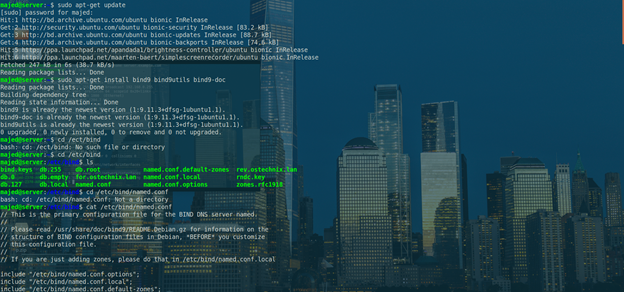 majed@server: $ sudo apt-get update
[sudo] password for majed:
Hit:1 http://bd.archive.ubuntu.com/ubuntu bionic InRelease
Get:2 http://security.ubuntu.com/ubuntu bionic-security InRelease [83.2 kB]
Get:3 http://bd.archive.ubuntu.com/ubuntu bionic-updates InRelease [88.7 kB]
Get:4 http://bd.archive.ubuntu.com/ubuntu bionic-backports InRelease [74.6 kB]
Hit:5 http://ppa.launchpad.net/apandada1/brightness-controller/ubuntu bionic InRelease
Hit:6 http://ppa.launchpad.net/maarten-baert/simplescreenrecorder/ubuntu bionic InRelease
Fetched 247 kB in 6s (38.7 kB/s)
Reading package lists... Done
majed@server: $ sudo apt-get install bind9 bind9utils bind9-doc
Reading package lists... Done
Building dependency tree
Reading state information... Done
bind9 is already the newest version (1:9.11.3+dfsg-1ubuntu1.1).
bind9-doc is already the newest version (1:9.11.3+dfsg-1ubuntu1.1).
bind9utils is already the newest version (1:9.11.3+dfsg-1ubuntu1.1).
0 upgraded, 0 newly installed, 0 to remove and 0 not upgraded.
majed@server: $ cd /ect/bind
bash: cd: /ect/bind: No such file or directory
majed@server: $ cd /etc/bind
majed@server: ls
bind.keys db.255 db.root named.conf.default-zones rev.ostechnix.lan
db.0 db.empty for.ostechnix.lan named.conf.local rndc.key
db.127 db.local named.conf named.conf.options zones.rfc1918
majed@server: cd /etc/bind/named.conf
bash: cd: /etc/bind/named.conf: Not a directory
majed@server: cat /etc/bind/named.conf
// This is the primary configuration file for the BIND DNS server named.
//
// Please read /usr/share/doc/bind9/README.Debian.gz for information on the
// structure of BIND configuration files in Debian, *BEFORE* you customize
// this configuration file.
//
// If you are just adding zones, please do that in /etc/bind/named.conf.local

include "/etc/bind/named.conf.options";
include "/etc/bind/named.conf.local";
include "/etc/bind/named.conf.default-zones";